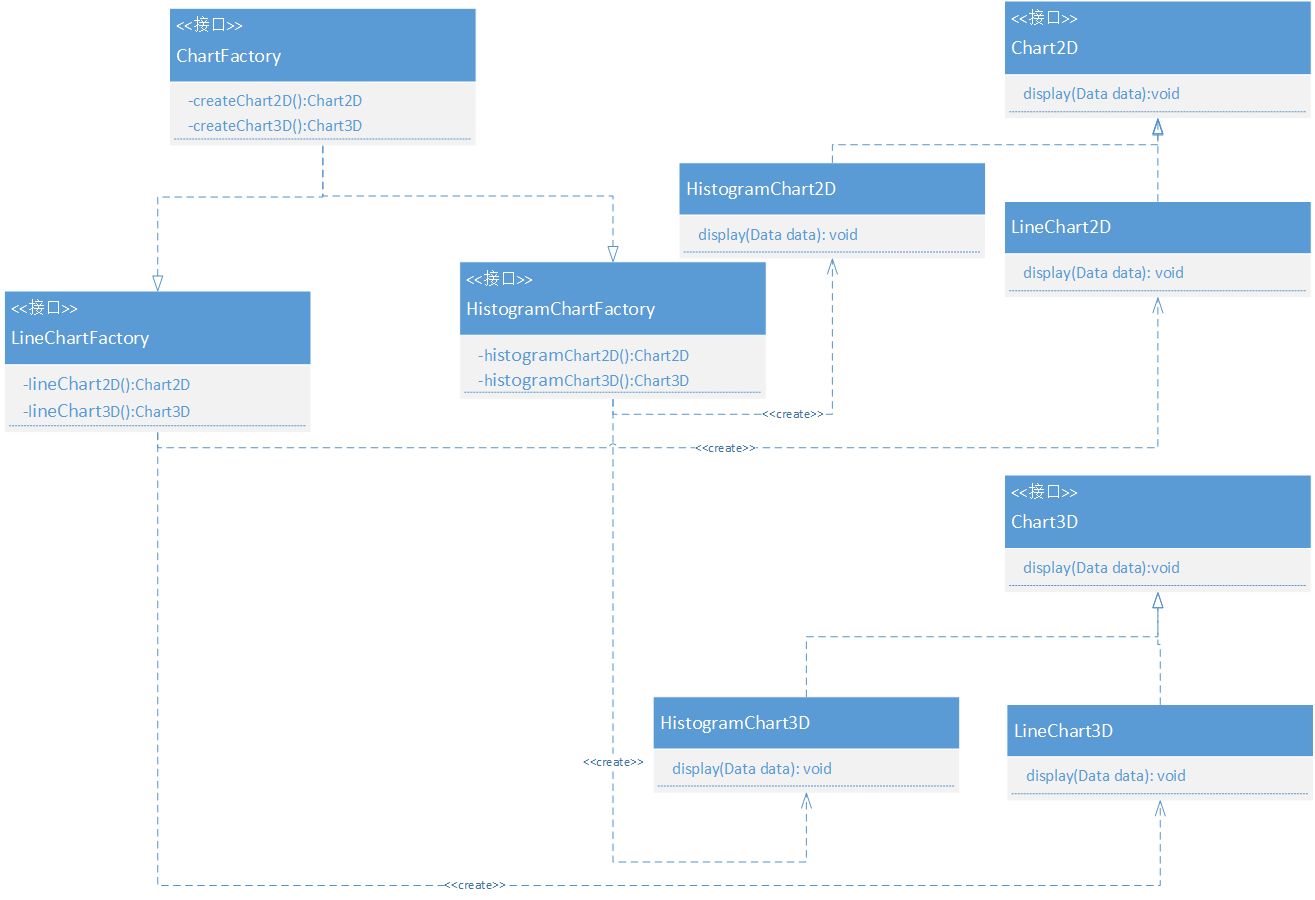 <<接口>>
ChartFactory
-createChart2D():Chart2D
-createChart3D():Chart3D
<<接口>>
Chart2D
display(Data data):void
HistogramChart2D
display(Data data): void
LineChart2D
display(Data data): void
<<接口>>
LineChartFactory
-lineChart2D():Chart2D
-lineChart3D():Chart3D
<<接口>>
HistogramChartFactory
-histogramChart2D():Chart2D
-histogramChart3D():Chart3D
<<create>>
<<create>>
<<接口>>
Chart3D
display(Data data):void
HistogramChart3D
display(Data data): void
LineChart3D
display(Data data): void
<<create>>
<<create>>